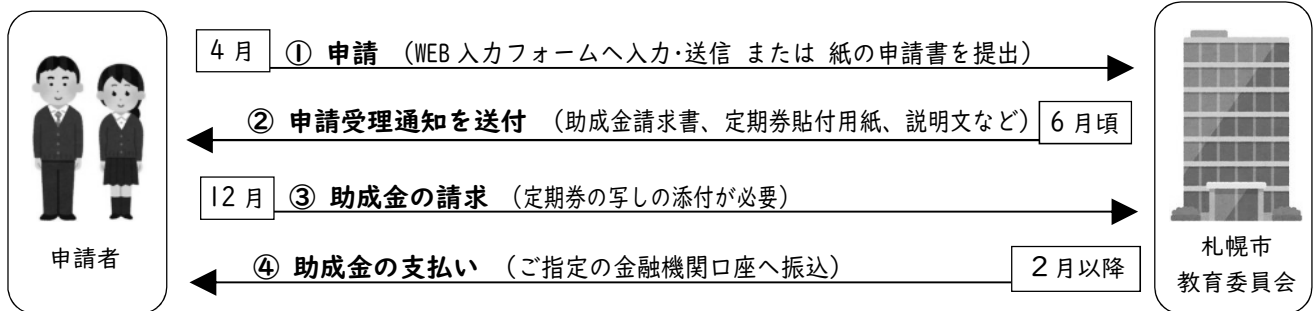 4月 ① 申請 (WEB入力フォームへ入力・送信 または 紙の申請書を提出)
② 申請受理通知を送付 (助成金請求書、定期券貼付用紙、説明文など) 6月頃
12月 ③ 助成金の請求 (定期券の写しの添付が必要)
④ 助成金の支払い (ご指定の金融機関口座へ振込) 2月以降
申請者
札幌市
教育委員会